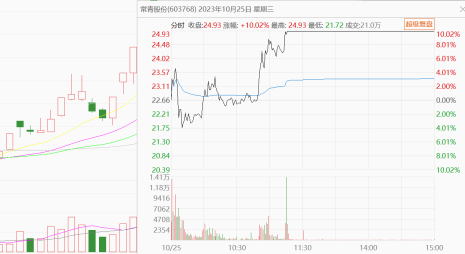 常青股份(603768) 2023年10月25日 星期三
分时 收盘:24.93 涨幅: +10.02% 最高: 24.93 最低: 21.72 成交:21.0万
超级复盘
24.93 10.02%
24.48 8.01%
24.02 6.01%
23.57 4.01%
23.11 2.00%
22.66 0.00%
22.21 2.00%
21.75 4.01%
21.30 6.01%
20.84 8.01%
20.39 10.02%
1.41万
1.18万
9416
7062
4708
2354
10/25 10:30 11:30 14:00 15:00